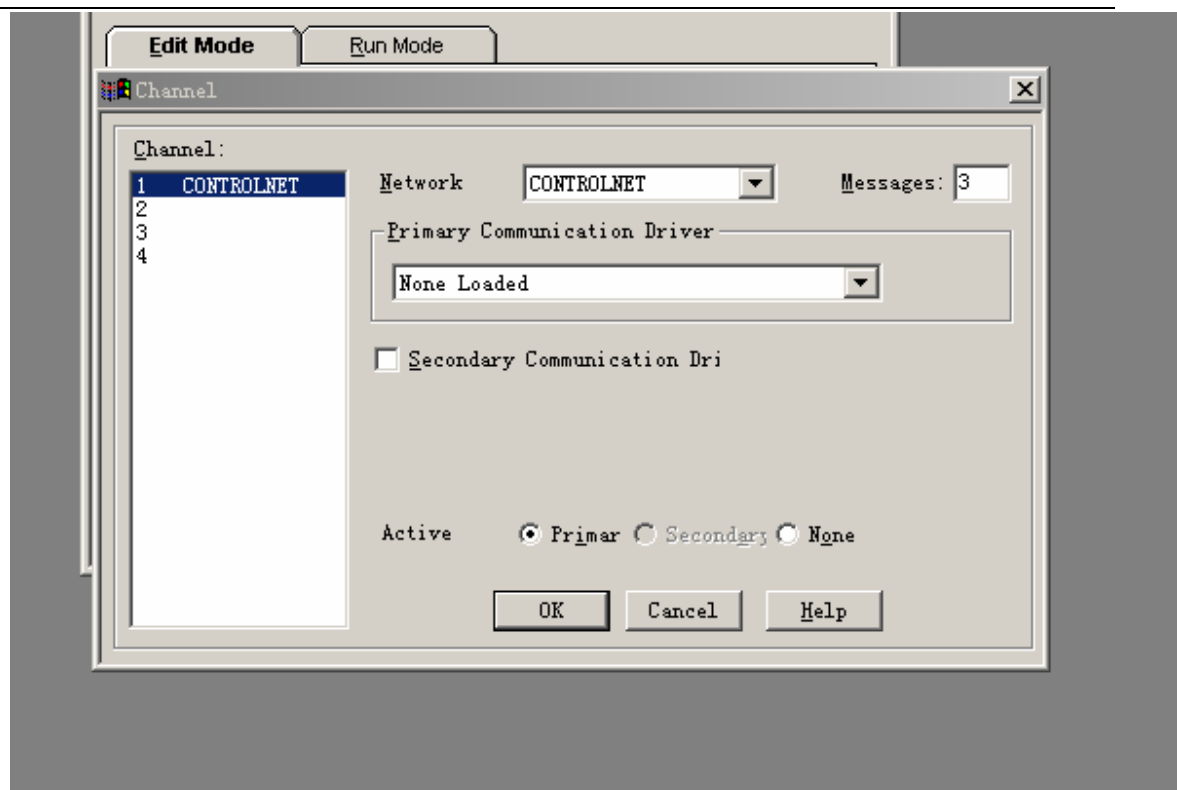 Edit Mode Run Mode
Channel
Channel:
1 CONTROLNET
2
3
4
Network CONTROLNET Messages: 3
Primary Communication Driver
None Loaded
Secondary Communication Dri
Active Primar Secondary None
OK Cancel Help